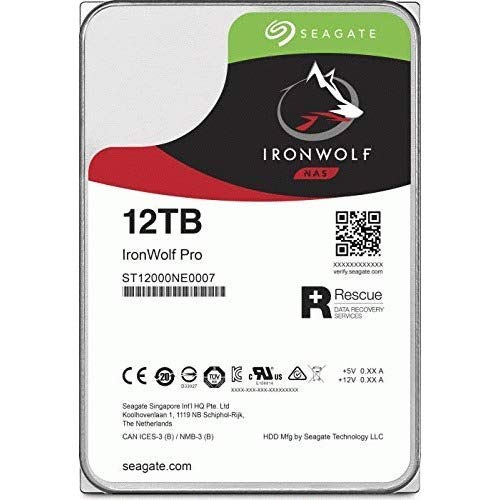 SEAGATE
IRONWOLF
NAS
12TB
IronWolf Pro
ST12000NE0007
XXXXXXXXXXXX
verify.seagate.com
Rescue
DATA RECOVERY
SERVICES
+5V 0.XX A
+12V 0.XX A
Seagate Singapore Int'l HQ Pte. Ltd
Koolhovenlaan 1, 1119 NB Schiphol-Rijk,
The Netherlands
CAN ICES-3 (B) / NMB-3 (B)
HDD Mfg by Seagate Technology LLC
seagate.com